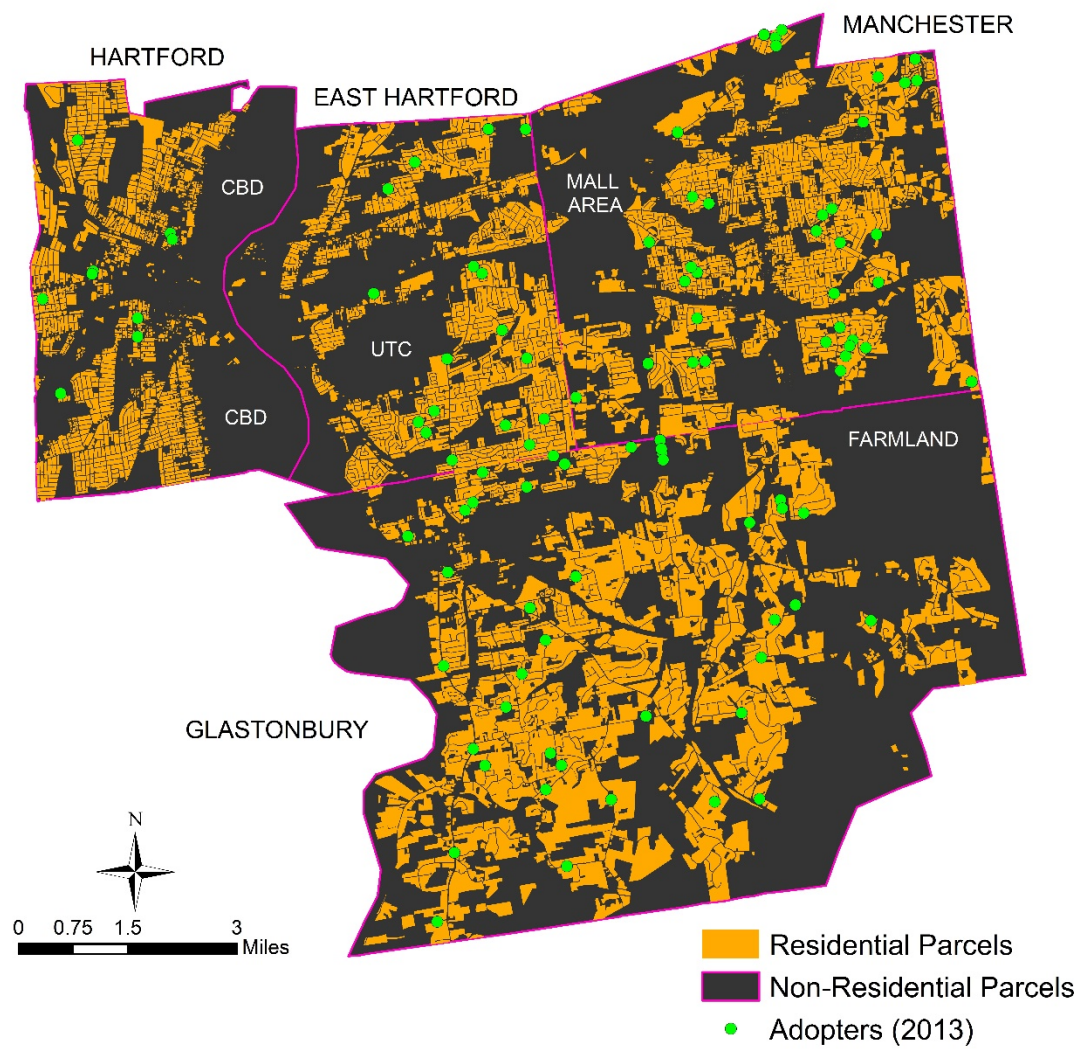 MANCHESTER
HARTFORD
EAST HARTFORD
CBD
MALL
AREA
UTC
CBD
FARMLAND
GLASTONBURY
N
0 0.75 1.5 3
Miles
Residential Parcels
Non-Residential Parcels
Adopters (2013)